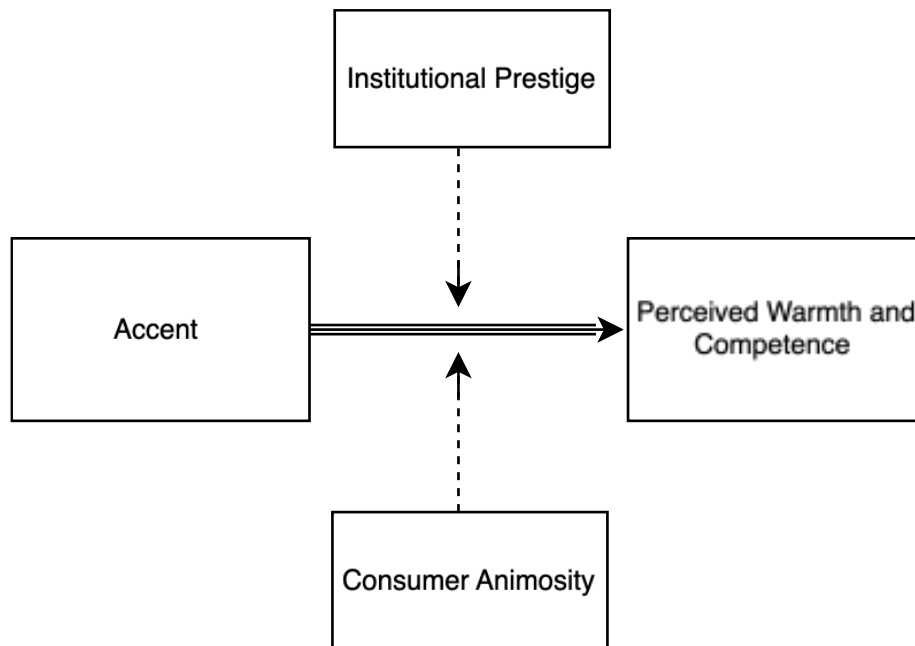 Institutional Prestige
Accent
Perceived Warmth and
Competence
Consumer Animosity